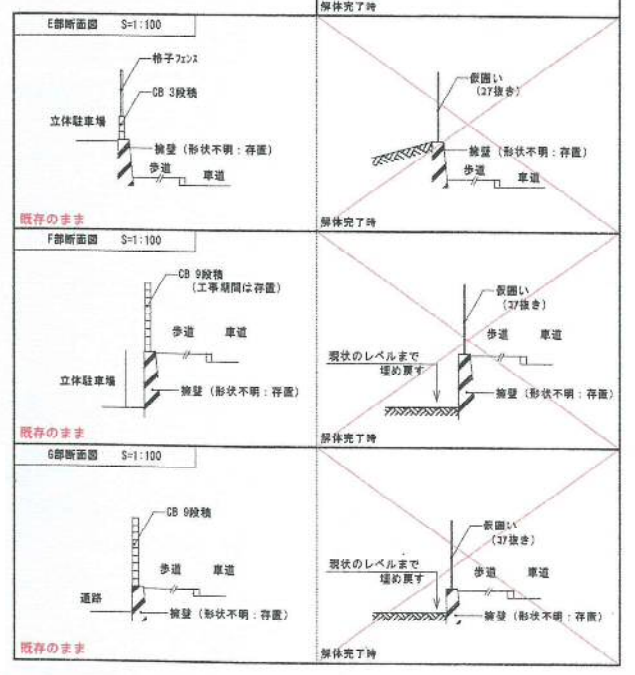 解体完了時
E部断面図 S=1:100
格子フェンス
CB 3段積
立体駐車場
擁壁（形状不明：存置）
歩道
車道
既存のまま
仮囲い
（コア抜き）
擁壁（形状不明：存置）
歩道
車道
解体完了時
F部断面図 S=1:100
CB 9段積
（工事期間は存置）
歩道 車道
立体駐車場
擁壁（形状不明：存置）
既存のまま
仮囲い
（コア抜き）
歩道 車道
現状のレベルまで
埋め戻す
擁壁（形状不明：存置）
解体完了時
G部断面図 S=1:100
CB 9段積
歩道 車道
道路
擁壁（形状不明：存置）
既存のまま
仮囲い
（コア抜き）
現状のレベルまで
埋め戻す
歩道 車道
擁壁（形状不明：存置）
解体完了時